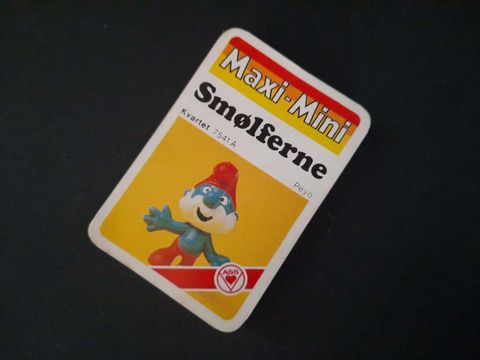 Maxi-Mini
Smølferne
Kvartet 7541A
Peyo
ASS